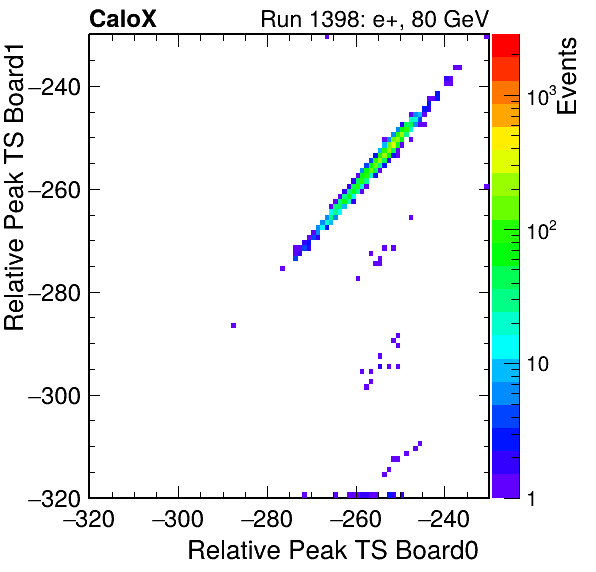 CaloX Run 1398: e+, 80 GeV
Relative Peak TS Board1
−240
−260
−280
−300
−320
−320 −300 −280 −260 −240
Relative Peak TS Board0
Events
10³
10²
10
1